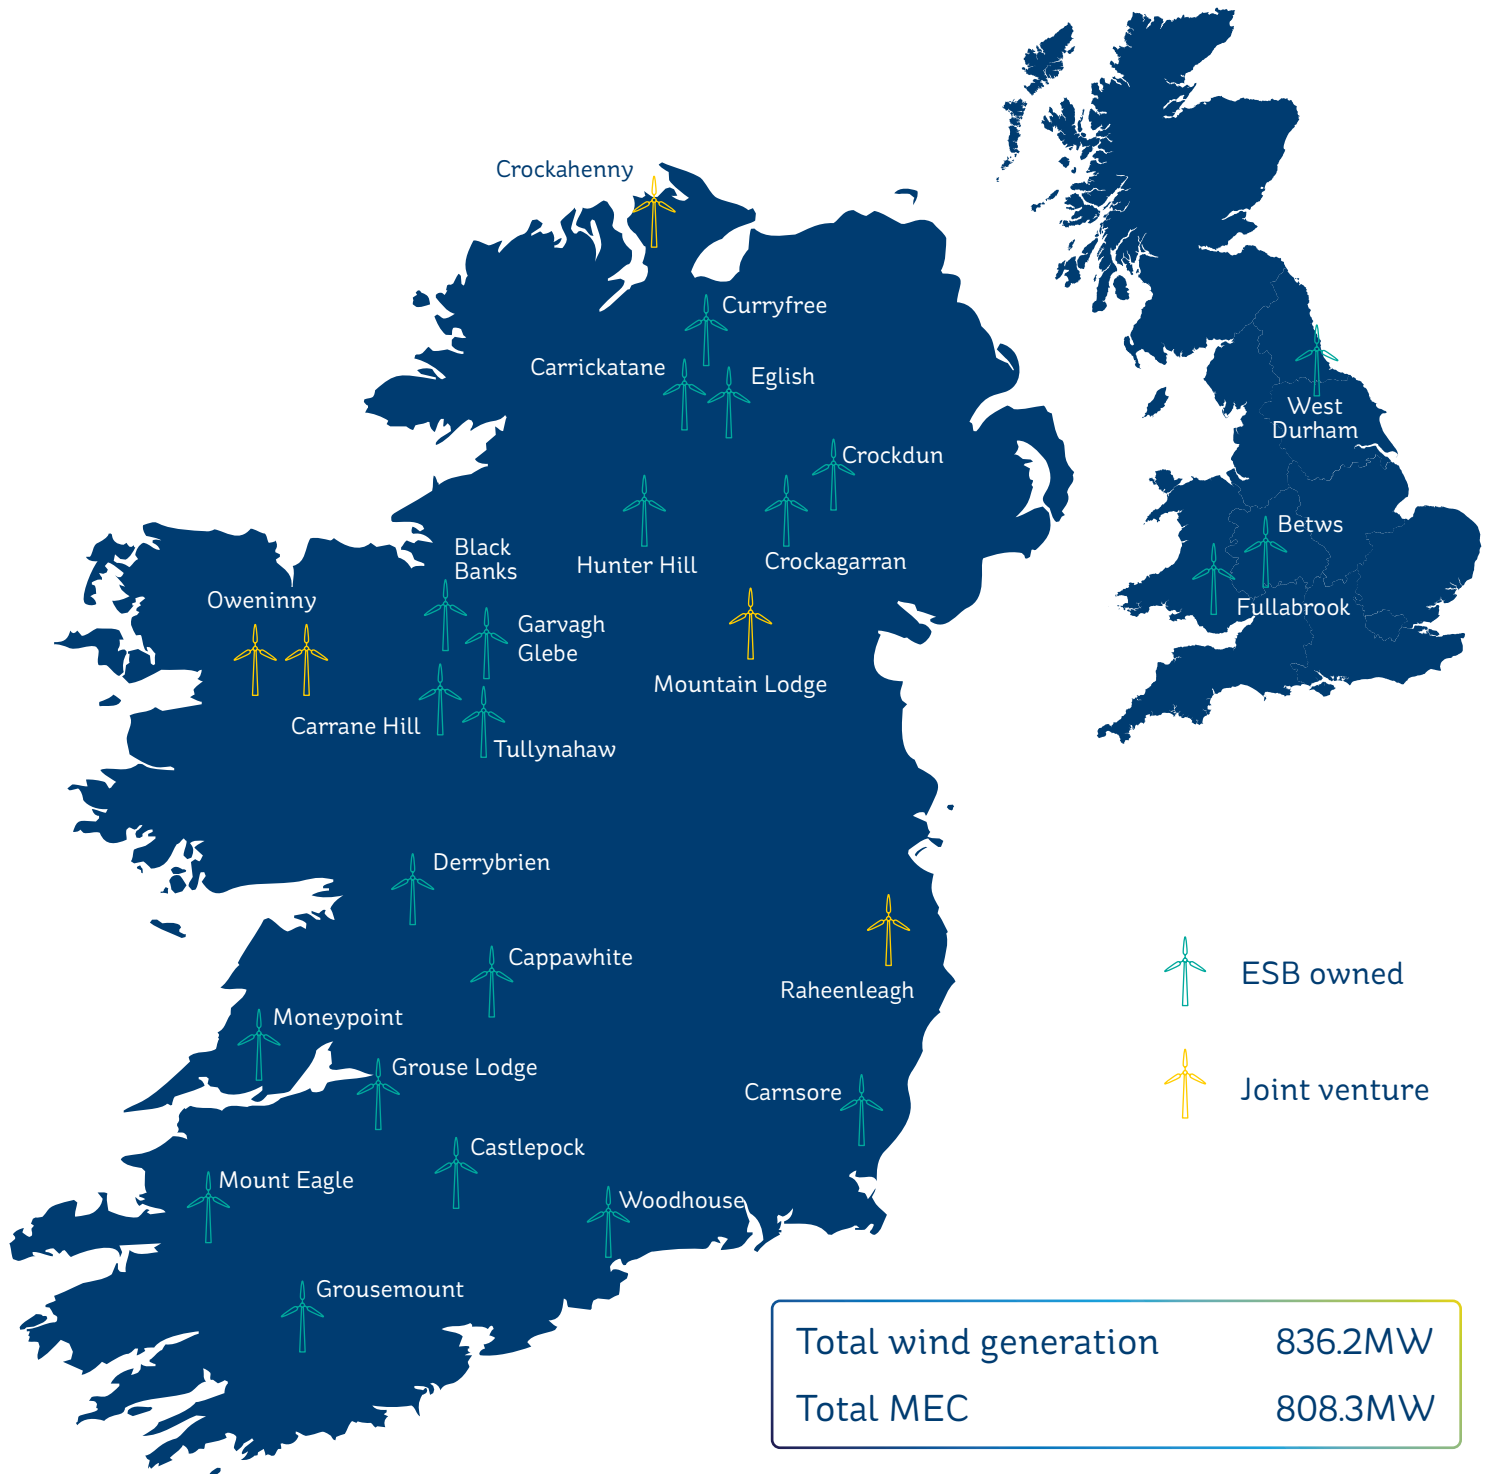 Crockahenny
Curryfree
Carrickatane
Eglish
Crockdun
Hunter Hill
Crockagarran
Black
Banks
Oweninny
Garvagh
Glebe
Mountain Lodge
Carrane Hill
Tullynahaw
Derrybrien
Cappawhite
Raheenleagh
Moneypoint
Grouse Lodge
Carnsore
Castlepock
Mount Eagle
Woodhouse
Grousemount
West
Durham
Betws
Fullabrook
ESB owned
Joint venture
Total wind generation 836.2MW
Total MEC 808.3MW